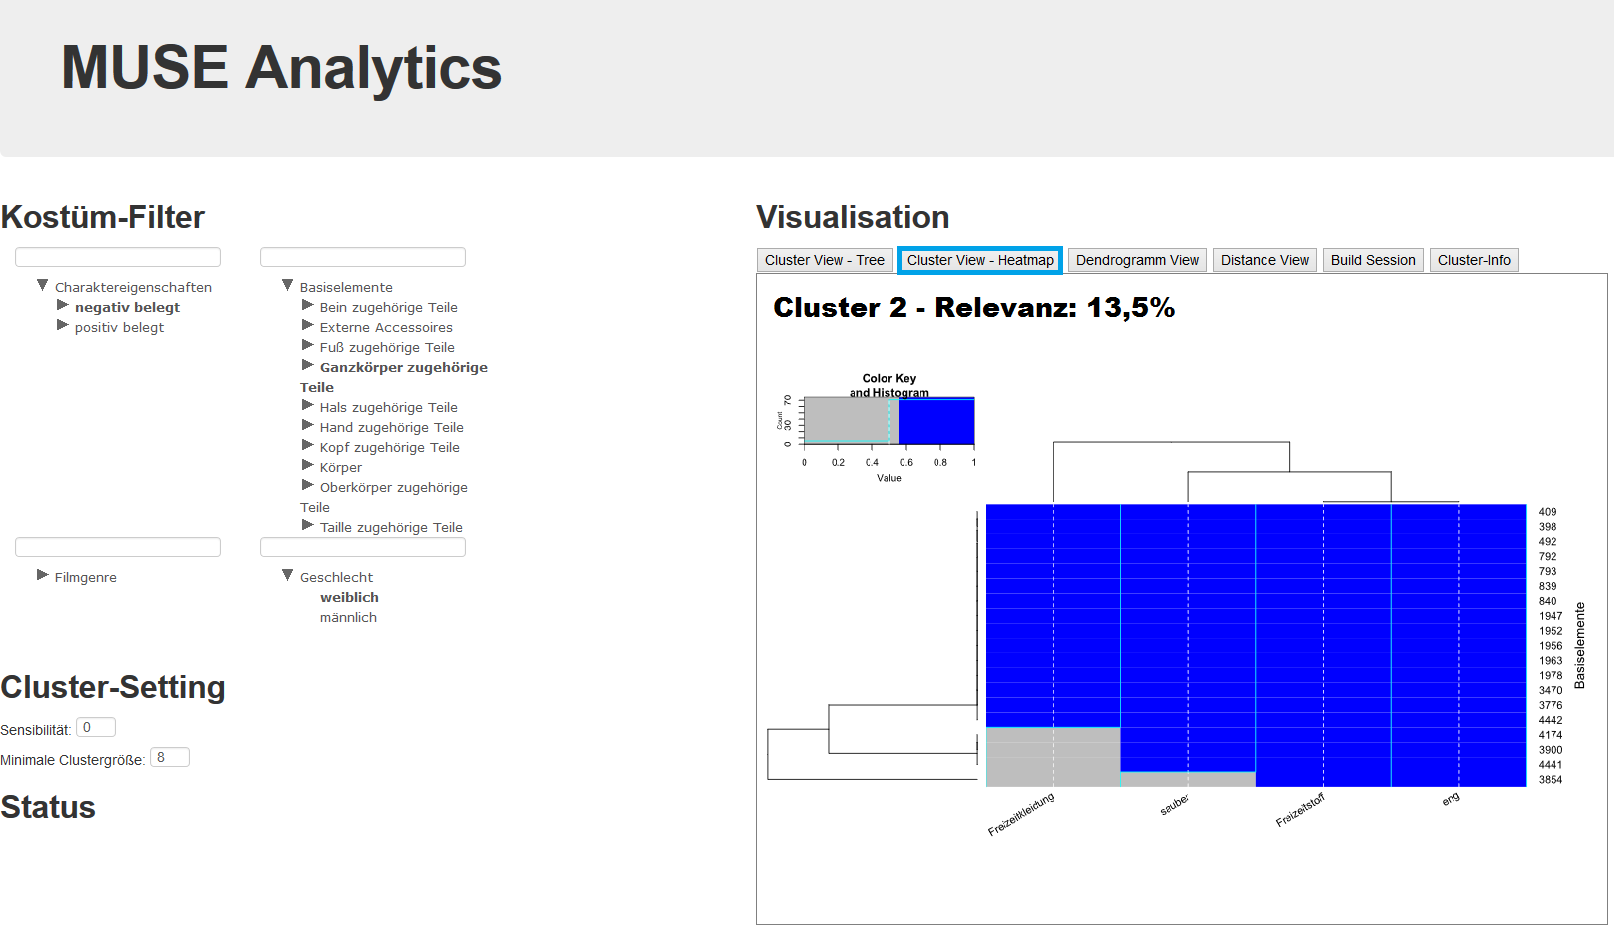 MUSE Analytics
Kostüm-Filter
Charaktereigenschaften
negativ belegt
positiv belegt
Basiselemente
Bein zugehörige Teile
Externe Accessoires
Fuß zugehörige Teile
Ganzkörper zugehörige
Teile
Hals zugehörige Teile
Hand zugehörige Teile
Kopf zugehörige Teile
Körper
Oberkörper zugehörige
Teile
Taille zugehörige Teile
Filmgenre
Geschlecht
weiblich
männlich
Cluster-Setting
Sensibilität: 0
Minimale Clustergröße: 8
Status
Visualisation
Cluster View - Tree
Cluster View - Heatmap
Dendrogramm View
Distance View
Build Session
Cluster-Info
Cluster 2 - Relevanz: 13,5%
Color Key
and Histogram
Count
0 30 70
0 0.2 0.4 0.6 0.8 1
Value
409
398
492
792
793
839
840
1947
1952
1956
1963
1978
3470
3776
4442
4174
3900
4441
3854
Basiselemente
Freizeitkleidung
sauber
Freizeitstoff
eng